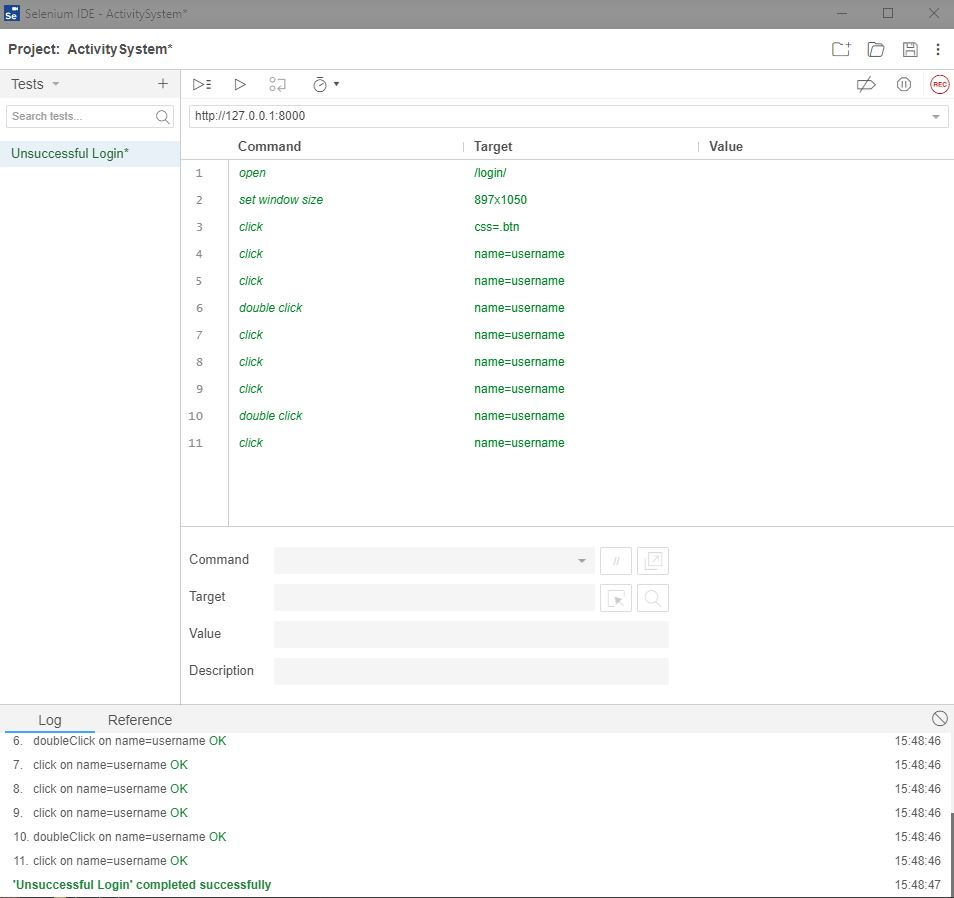 Se Selenium IDE - ActivitySystem*
Project: ActivitySystem*
Tests
REC
Search tests...
http://127.0.0.1:8000
Unsuccessful Login*
Command Target Value
1 open /login/
2 set window size 897x1050
3 click css=.btn
4 click name=username
5 click name=username
6 double click name=username
7 click name=username
8 click name=username
9 click name=username
10 double click name=username
11 click name=username
Command
//
Target
Value
Description
Log Reference
6. doubleClick on name=username OK 15:48:46
7. click on name=username OK 15:48:46
8. click on name=username OK 15:48:46
9. click on name=username OK 15:48:46
10. doubleClick on name=username OK 15:48:46
11. click on name=username OK 15:48:46
'Unsuccessful Login' completed successfully 15:48:47